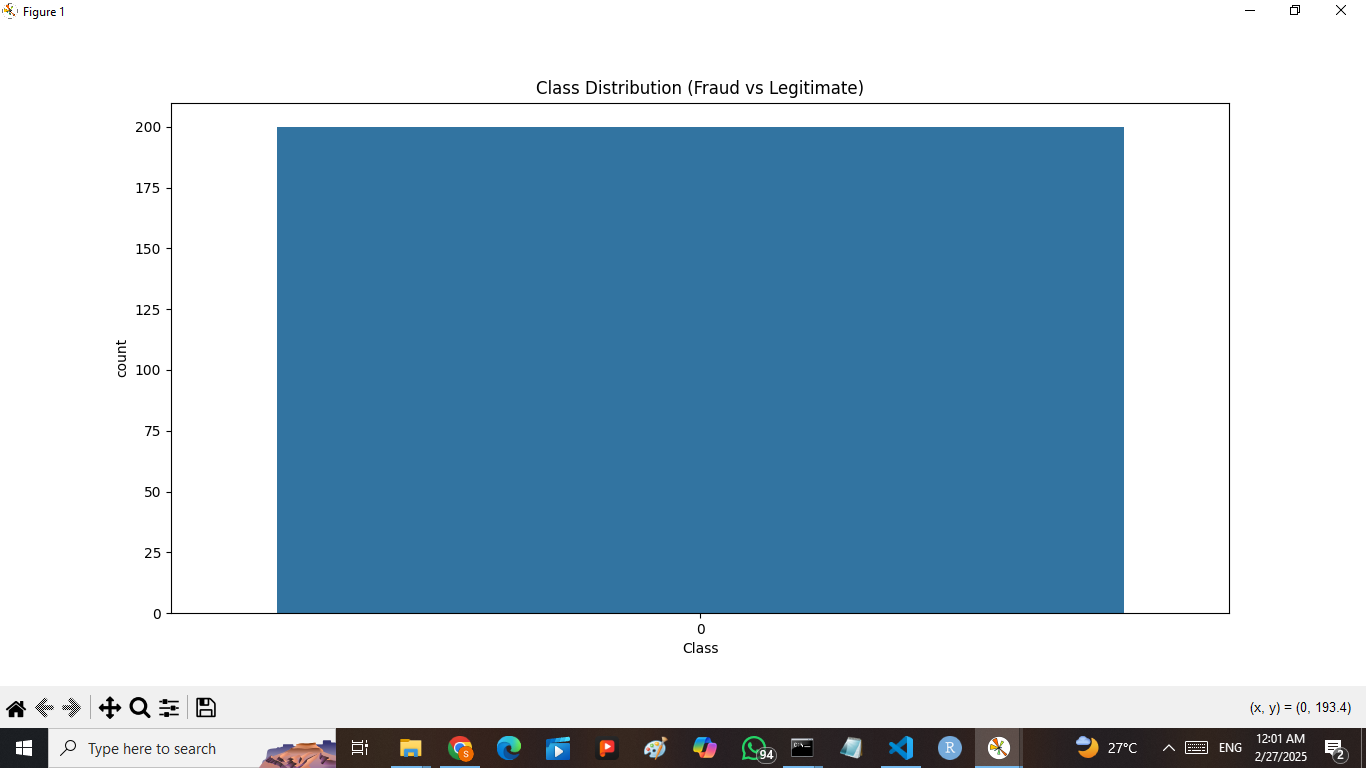 Figure 1
Class Distribution (Fraud vs Legitimate)
200
175
150
125
100
75
50
25
0
count
0
Class
(x, y) = (0, 193.4)
Type here to search
S
94
R
27°C
ENG
12:01 AM
2/27/2025
2